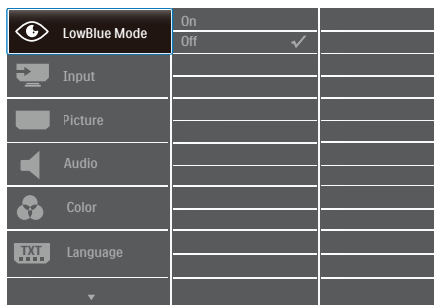 LowBlue Mode
On
Off
Input
Picture
Audio
Color
TXT
Language